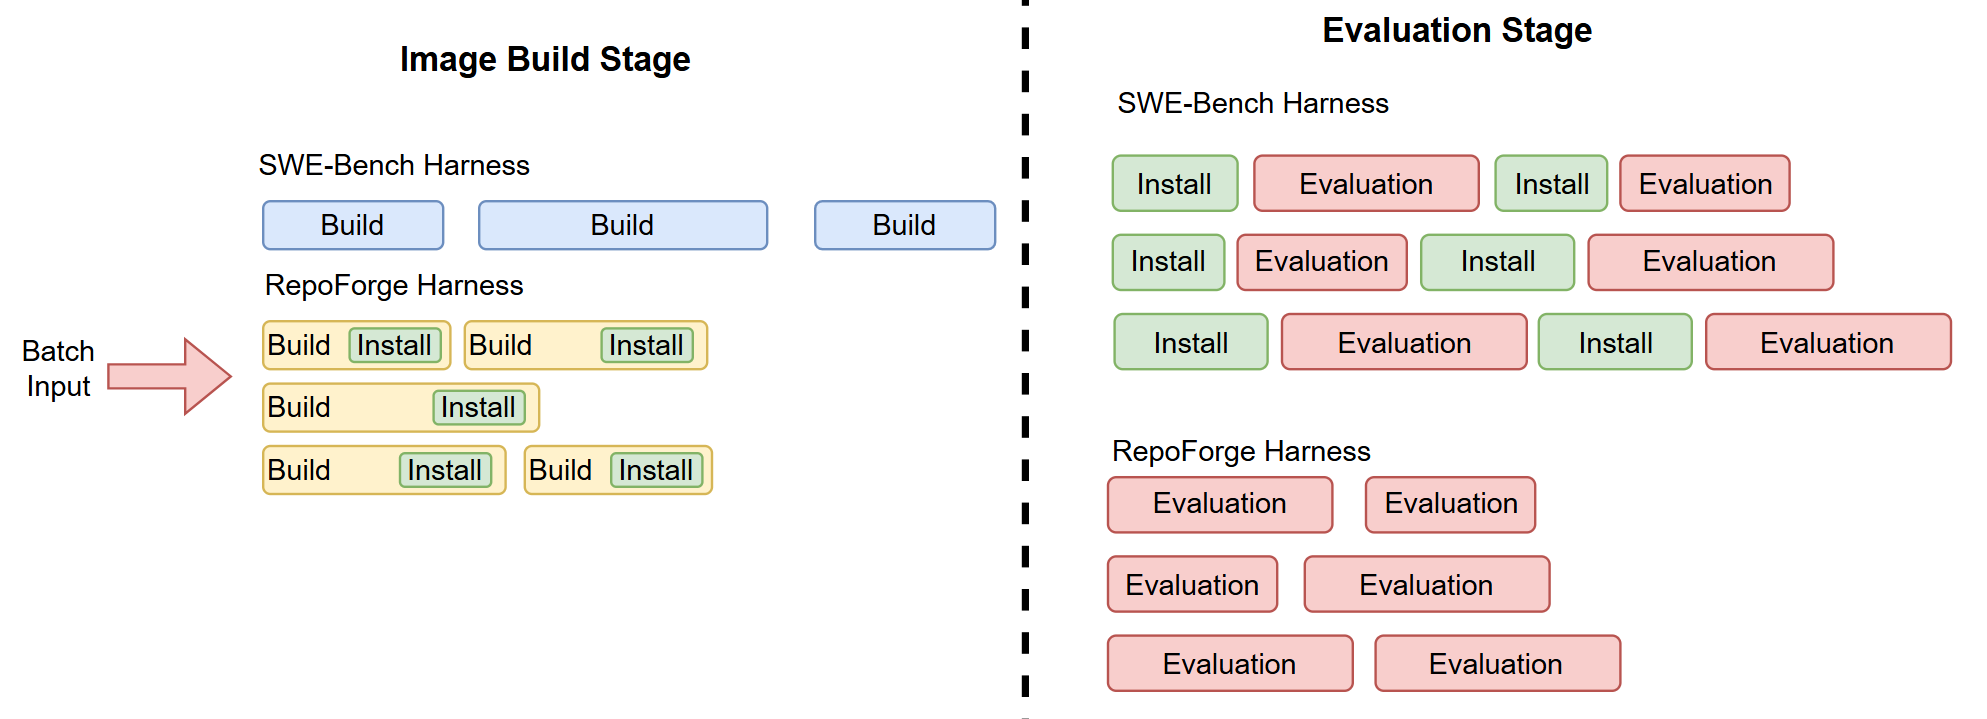 Image Build Stage
SWE-Bench Harness
Build Build Build
RepoForge Harness
Build Install Build Install
Build Install
Build Install Build Install
Batch
Input
Evaluation Stage
SWE-Bench Harness
Install Evaluation Install Evaluation
Install Evaluation Install Evaluation
Install Evaluation Install Evaluation
RepoForge Harness
Evaluation Evaluation
Evaluation Evaluation
Evaluation Evaluation